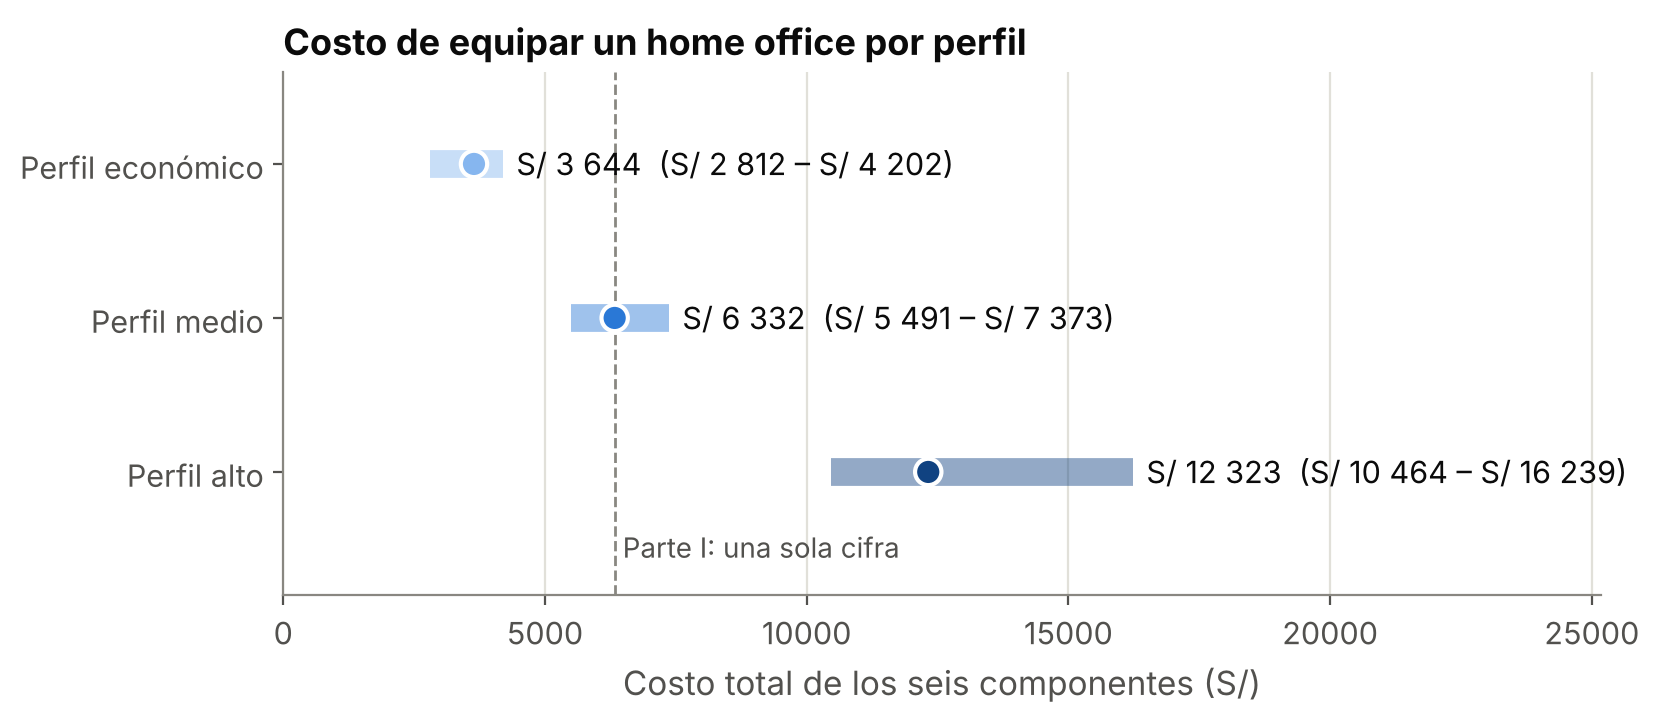 Costo de equipar un home office por perfil
Perfil económico
S/ 3 644 (S/ 2 812 – S/ 4 202)
Perfil medio
S/ 6 332 (S/ 5 491 – S/ 7 373)
Perfil alto
S/ 12 323 (S/ 10 464 – S/ 16 239)
Parte I: una sola cifra
0 5000 10000 15000 20000 25000
Costo total de los seis componentes (S/)